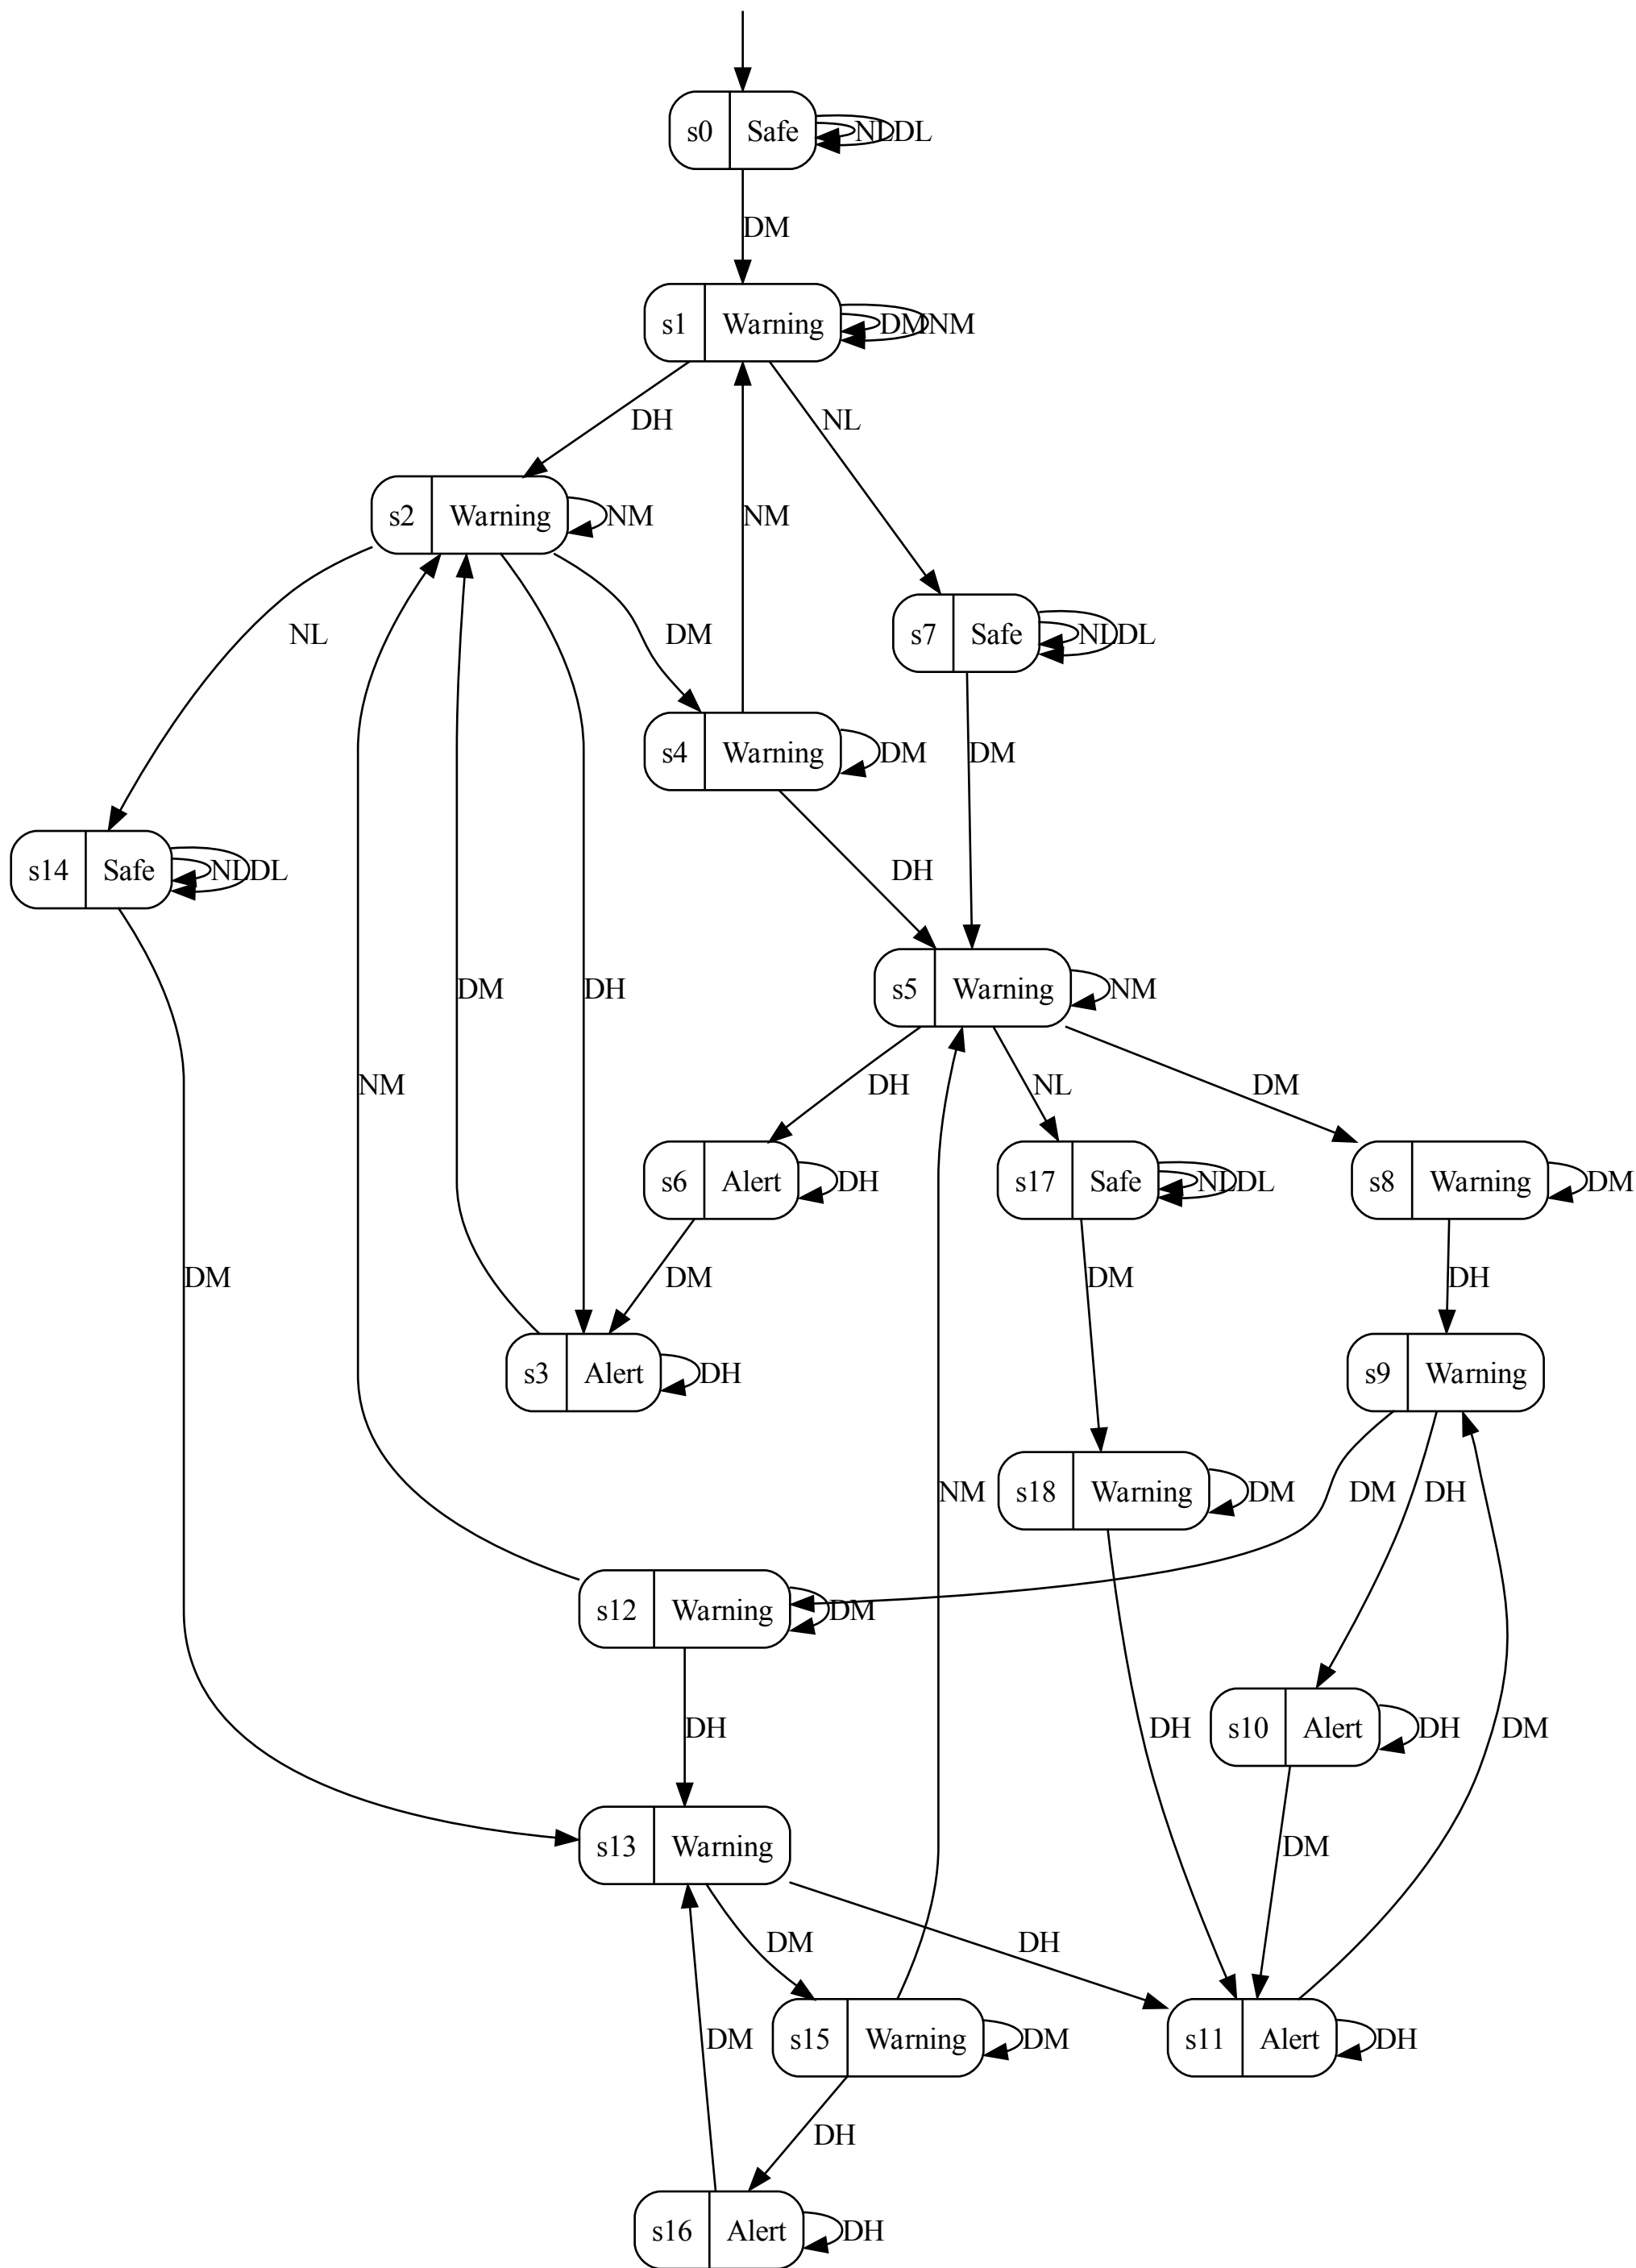 s0 Safe NL DL
DM
s1 Warning DM NM
DH NL
s2 Warning NM
NM
NL DM
s7 Safe NL DL
s4 Warning DM
DM
s14 Safe NL DL
DH
DM DH
s5 Warning NM
NM DH NL DM
s6 Alert DH
s17 Safe NL DL
s8 Warning DM
DM DM DM DH
s3 Alert DH
s9 Warning
NM
s18 Warning DM
DM DH
s12 Warning DM
DH DH
s10 Alert DH
DM
s13 Warning
DM
DM DH
DM
s15 Warning DM
s11 Alert DH
DH
s16 Alert DH